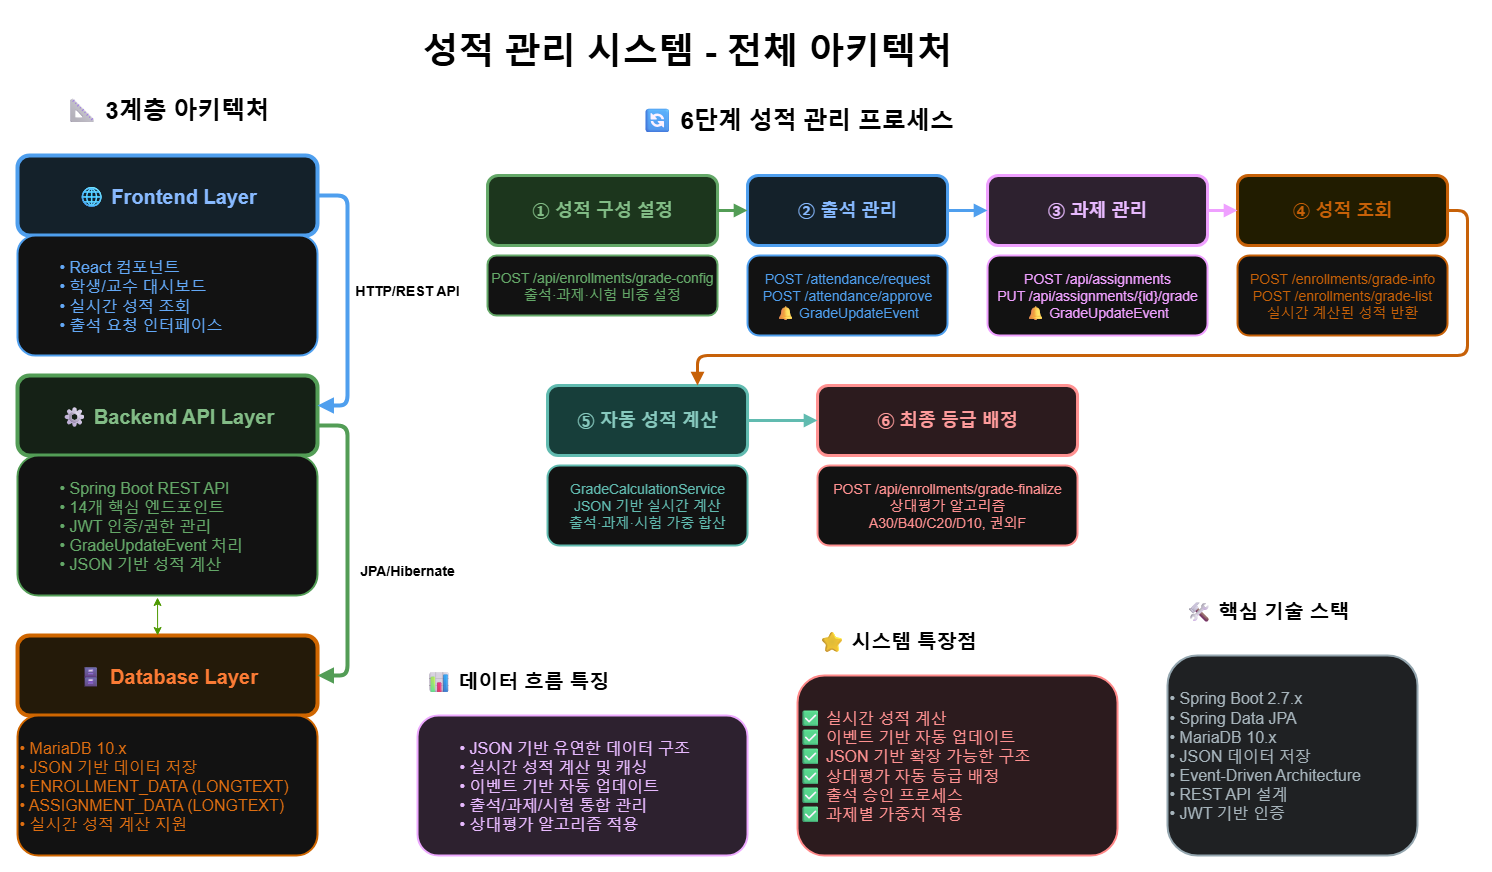 성적 관리 시스템 - 전체 아키텍처
📐 3계층 아키텍처
🌐 Frontend Layer
• React 컴포넌트
• 학생/교수 대시보드
• 실시간 성적 조회
• 출석 요청 인터페이스
HTTP/REST API
⚙️ Backend API Layer
• Spring Boot REST API
• 14개 핵심 엔드포인트
• JWT 인증/권한 관리
• GradeUpdateEvent 처리
• JSON 기반 성적 계산
JPA/Hibernate
🗄️ Database Layer
• MariaDB 10.x
• JSON 기반 데이터 저장
• ENROLLMENT_DATA (LONGTEXT)
• ASSIGNMENT_DATA (LONGTEXT)
• 실시간 성적 계산 지원
🔄 6단계 성적 관리 프로세스
① 성적 구성 설정
POST /api/enrollments/grade-config
출석·과제·시험 비중 설정
② 출석 관리
POST /attendance/request
POST /attendance/approve
🔔 GradeUpdateEvent
③ 과제 관리
POST /api/assignments
PUT /api/assignments/{id}/grade
🔔 GradeUpdateEvent
④ 성적 조회
POST /enrollments/grade-info
POST /enrollments/grade-list
실시간 계산된 성적 반환
⑤ 자동 성적 계산
GradeCalculationService
JSON 기반 실시간 계산
출석·과제·시험 가중 합산
⑥ 최종 등급 배정
POST /api/enrollments/grade-finalize
상대평가 알고리즘
A30/B40/C20/D10, 권외F
📊 데이터 흐름 특징
• JSON 기반 유연한 데이터 구조
• 실시간 성적 계산 및 캐싱
• 이벤트 기반 자동 업데이트
• 출석/과제/시험 통합 관리
• 상대평가 알고리즘 적용
⭐ 시스템 특장점
✅ 실시간 성적 계산
✅ 이벤트 기반 자동 업데이트
✅ JSON 기반 확장 가능한 구조
✅ 상대평가 자동 등급 배정
✅ 출석 승인 프로세스
✅ 과제별 가중치 적용
🛠️ 핵심 기술 스택
• Spring Boot 2.7.x
• Spring Data JPA
• MariaDB 10.x
• JSON 데이터 저장
• Event-Driven Architecture
• REST API 설계
• JWT 기반 인증